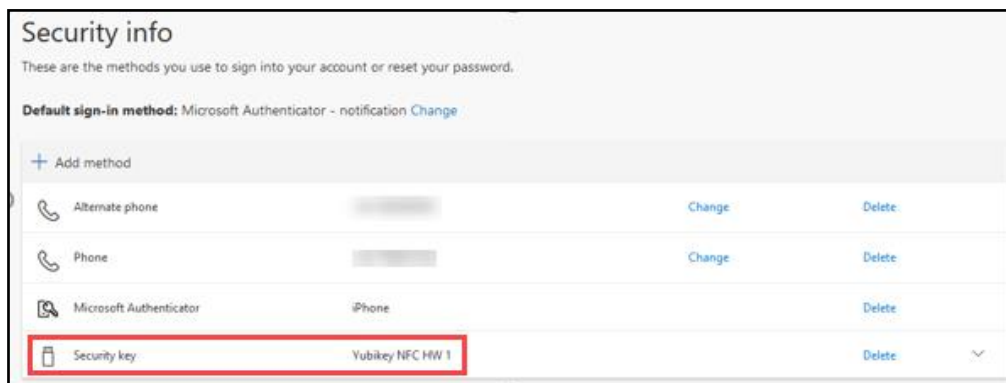 Security info
These are the methods you use to sign into your account or reset your password.
Default sign-in method: Microsoft Authenticator - notification Change
Add method
Alternate phone Change Delete
Phone Change Delete
Microsoft Authenticator iPhone Delete
Security key Yubikey NFC HW 1 Delete